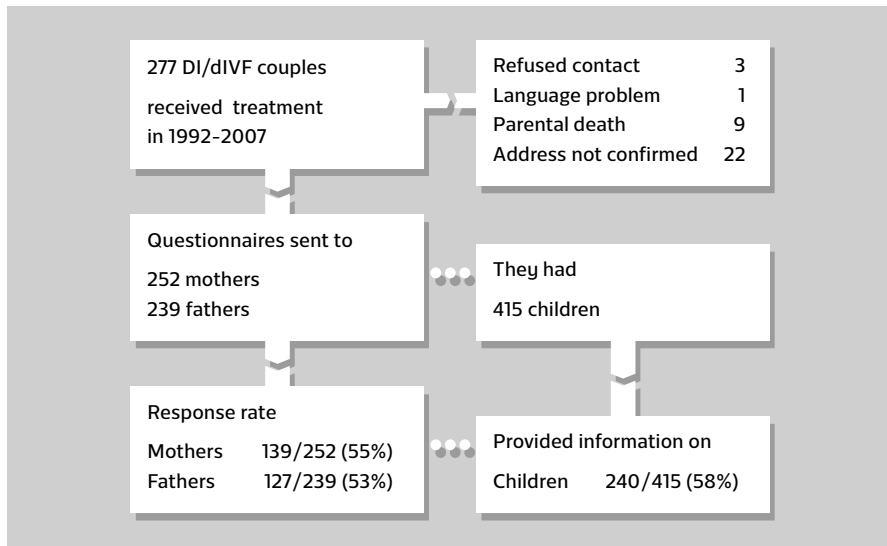 277 DI/dIVF couples
received treatment
in 1992-2007
Refused contact 3
Language problem 1
Parental death 9
Address not confirmed 22
Questionnaires sent to
252 mothers
239 fathers
They had
415 children
Response rate
Mothers 139/252 (55%)
Fathers 127/239 (53%)
Provided information on
Children 240/415 (58%)